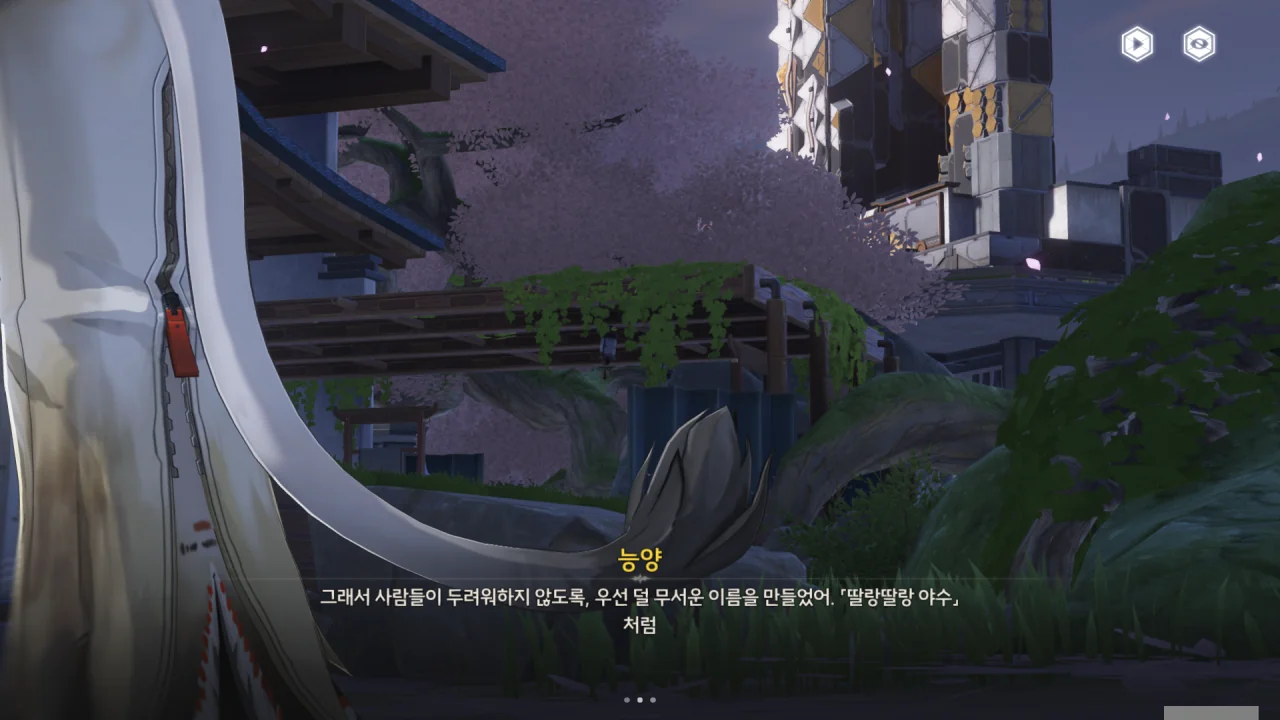 능양
그래서 사람들이 두려워하지 않도록, 우선 덜 무서운 이름을 만들었어. 「딸랑딸랑 야수」
처럼